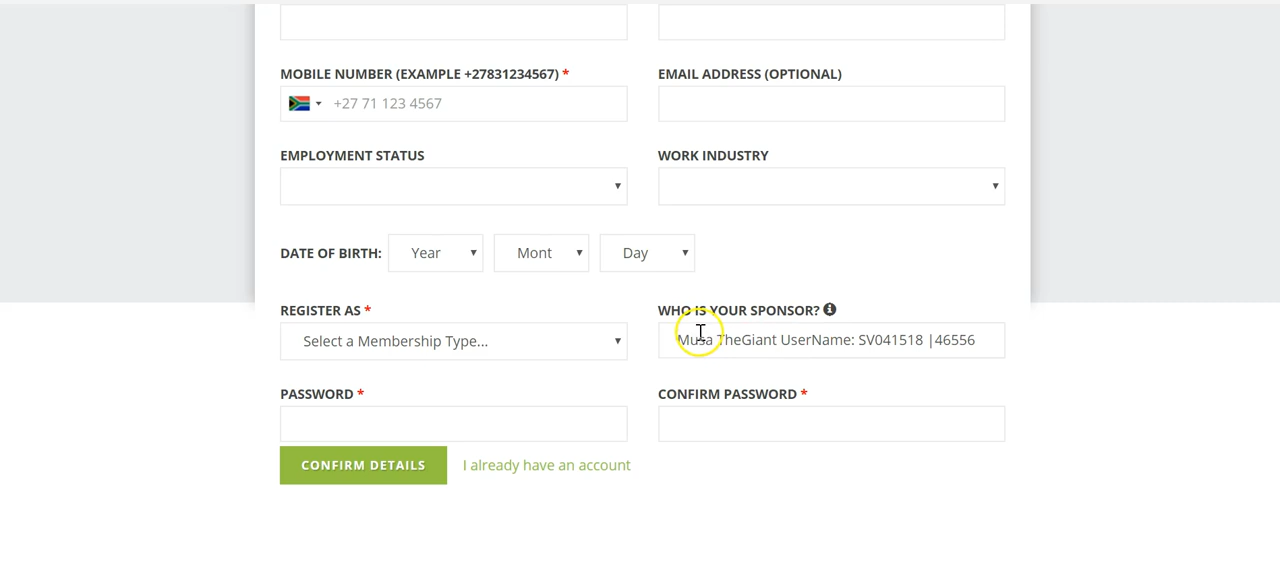 MOBILE NUMBER (EXAMPLE +27831234567) *
EMAIL ADDRESS (OPTIONAL)
+27 71 123 4567
EMPLOYMENT STATUS
WORK INDUSTRY
DATE OF BIRTH:
Year
Mont
Day
REGISTER AS *
WHO IS YOUR SPONSOR?
Select a Membership Type...
Musa TheGiant UserName: SV041518 |46556
PASSWORD *
CONFIRM PASSWORD *
CONFIRM DETAILS
I already have an account